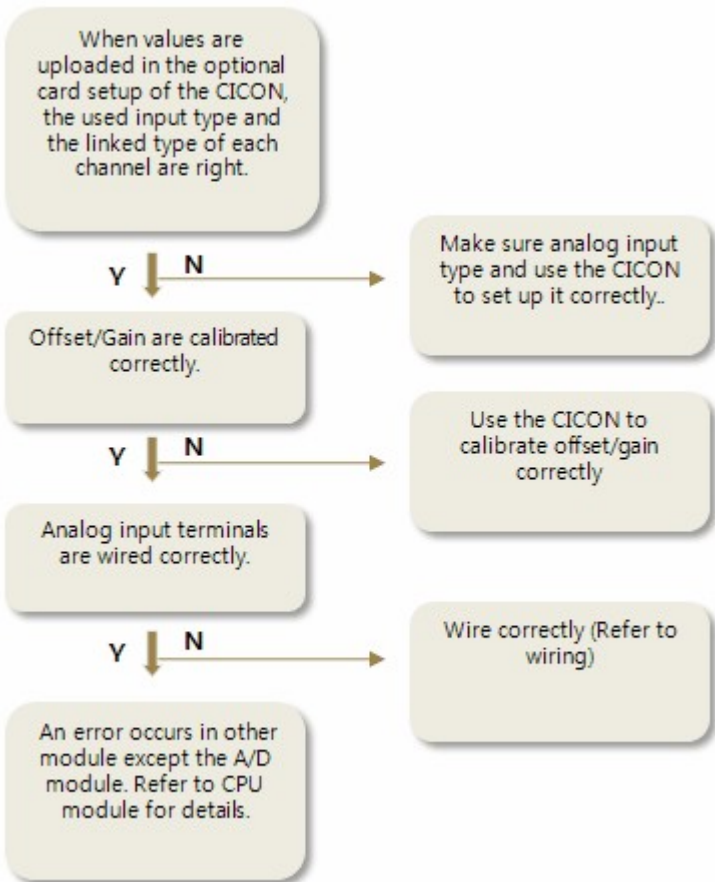 When values are
uploaded in the optional
card setup of the CICON,
the used input type and
the linked type of each
channel are right.
Y N
Make sure analog input
type and use the CICON
to set up it correctly..
Offset/Gain are calibrated
correctly.
Y N
Use the CICON to
calibrate offset/gain
correctly
Analog input terminals
are wired correctly.
Y N
Wire correctly (Refer to
wiring)
An error occurs in other
module except the A/D
module. Refer to CPU
module for details.